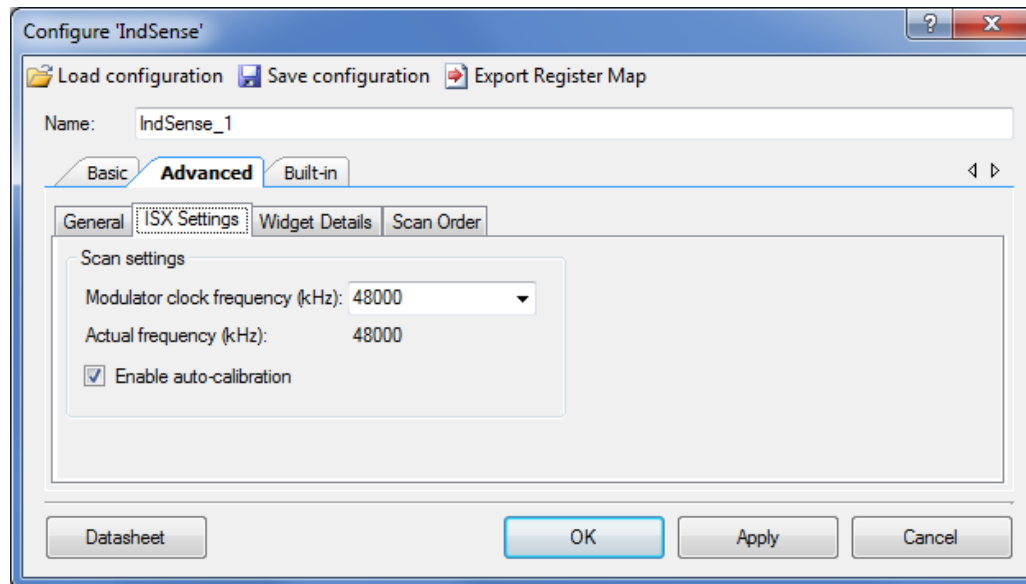 Configure 'IndSense'
?
Load configuration Save configuration Export Register Map
Name: IndSense_1
Basic Advanced Built-in
General ISX Settings Widget Details Scan Order
Scan settings
Modulator clock frequency (kHz): 48000
Actual frequency (kHz): 48000
Enable auto-calibration
Datasheet OK Apply Cancel